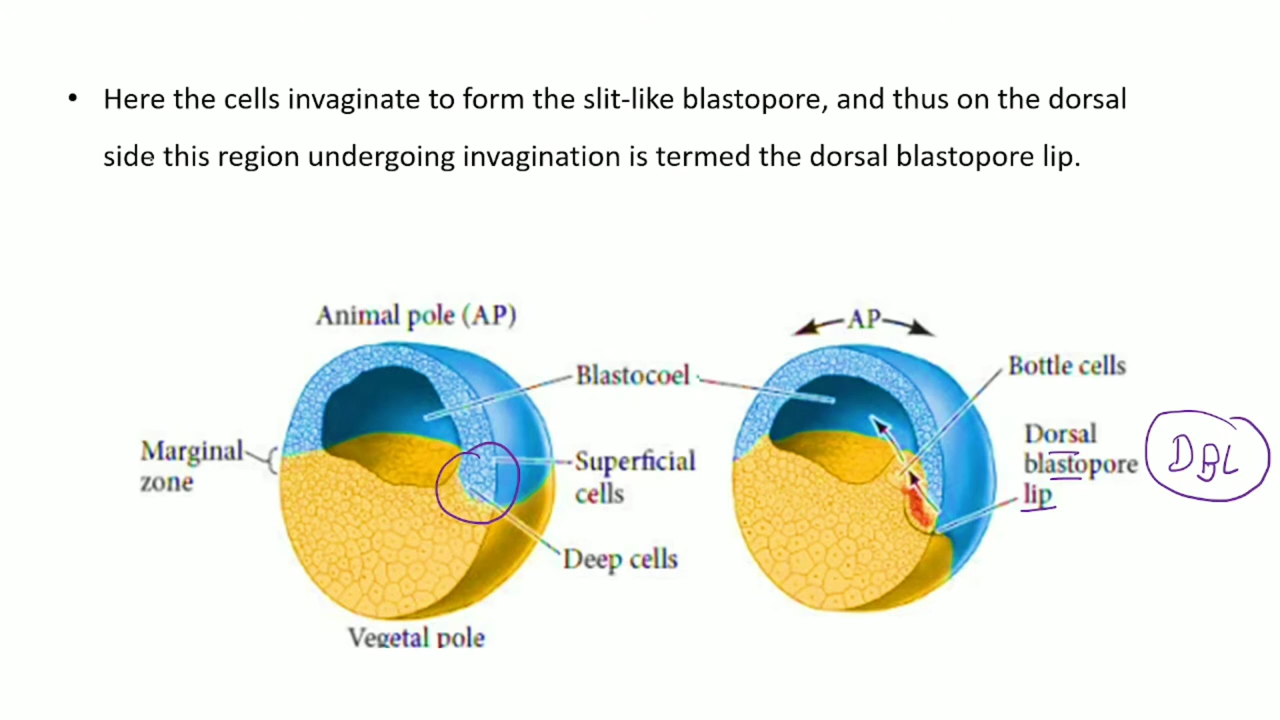 • Here the cells invaginate to form the slit-like blastopore, and thus on the dorsal
side this region undergoing invagination is termed the dorsal blastopore lip.
Animal pole (AP)
AP
Blastocoel
Bottle cells
Marginal
zone
Superficial
cells
Dorsal
blastopore
lip
DBL
Deep cells
Vegetal pole